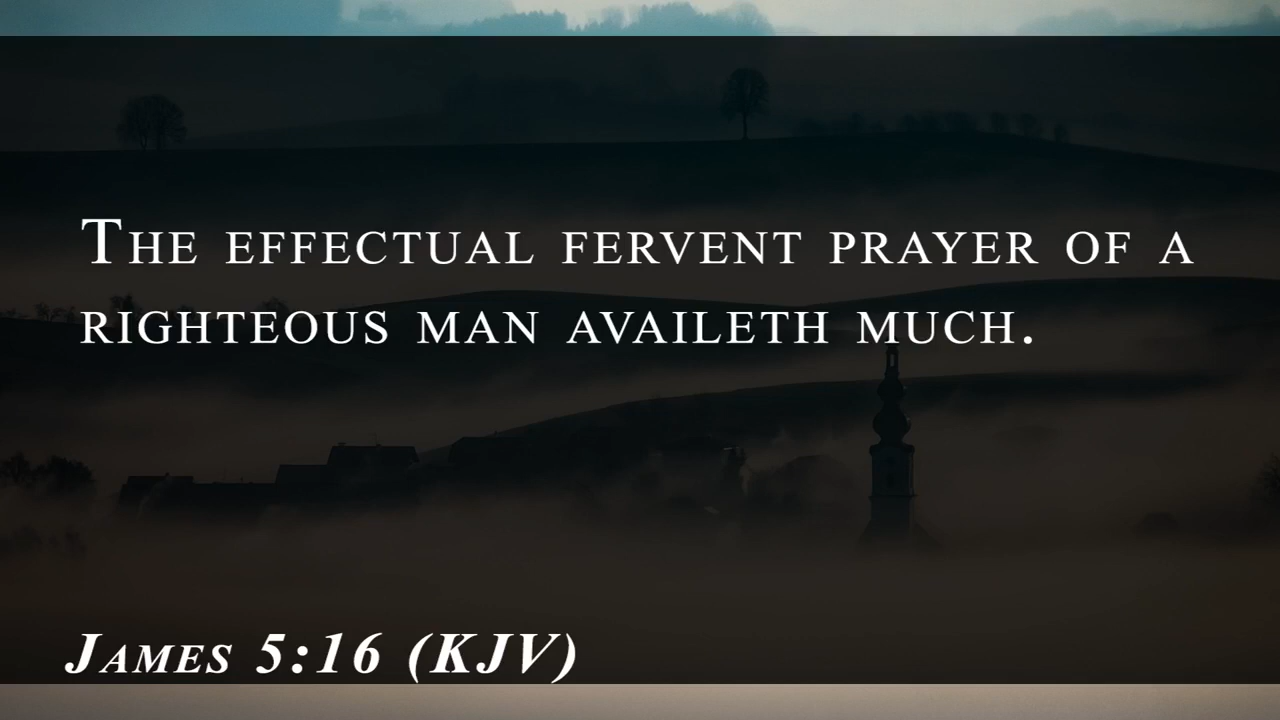 The effectual fervent prayer of a
righteous man availeth much.
James 5:16 (KJV)